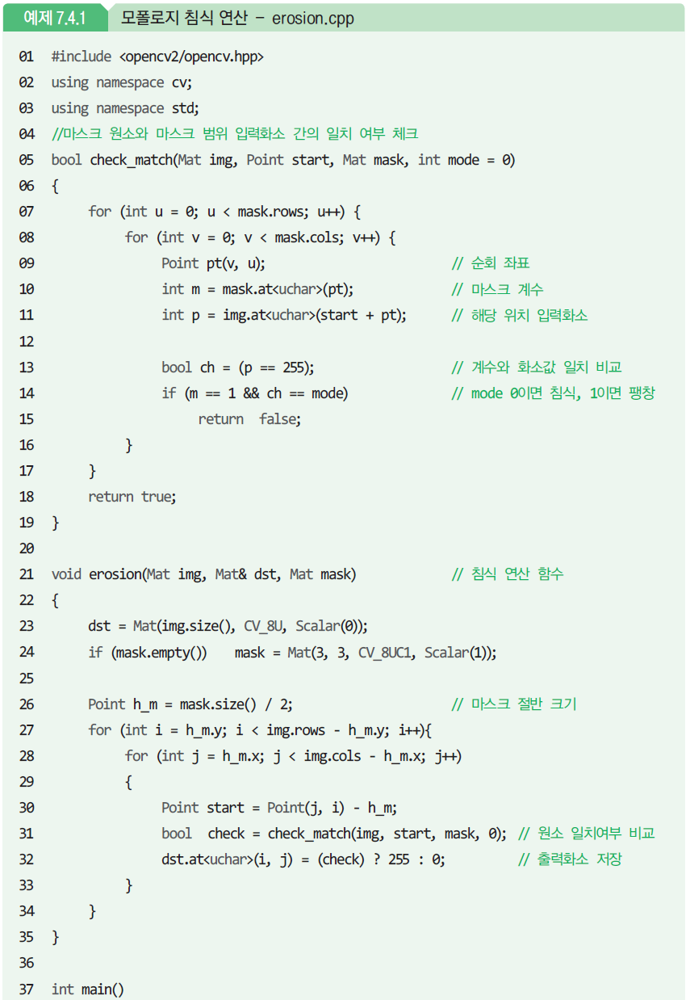 예제 7.4.1 모폴로지 침식 연산 - erosion.cpp
01 #include <opencv2/opencv.hpp>
02 using namespace cv;
03 using namespace std;
04 //마스크 원소와 마스크 범위 입력화소 간의 일치 여부 체크
05 bool check_match(Mat img, Point start, Mat mask, int mode = 0)
06 {
07 for (int u = 0; u < mask.rows; u++) {
08 for (int v = 0; v < mask.cols; v++) {
09 Point pt(v, u); // 순회 좌표
10 int m = mask.at<uchar>(pt); // 마스크 계수
11 int p = img.at<uchar>(start + pt); // 해당 위치 입력화소
12
13 bool ch = (p == 255); // 계수와 화소값 일치 비교
14 if (m == 1 && ch == mode) // mode 0이면 침식, 1이면 팽창
15 return false;
16 }
17 }
18 return true;
19 }
20
21 void erosion(Mat img, Mat& dst, Mat mask) // 침식 연산 함수
22 {
23 dst = Mat(img.size(), CV_8U, Scalar(0));
24 if (mask.empty()) mask = Mat(3, 3, CV_8UC1, Scalar(1));
25
26 Point h_m = mask.size() / 2; // 마스크 절반 크기
27 for (int i = h_m.y; i < img.rows - h_m.y; i++){
28 for (int j = h_m.x; j < img.cols - h_m.x; j++)
29 {
30 Point start = Point(j, i) - h_m;
31 bool check = check_match(img, start, mask, 0); // 원소 일치여부 비교
32 dst.at<uchar>(i, j) = (check) ? 255 : 0; // 출력화소 저장
33 }
34 }
35 }
36
37 int main()